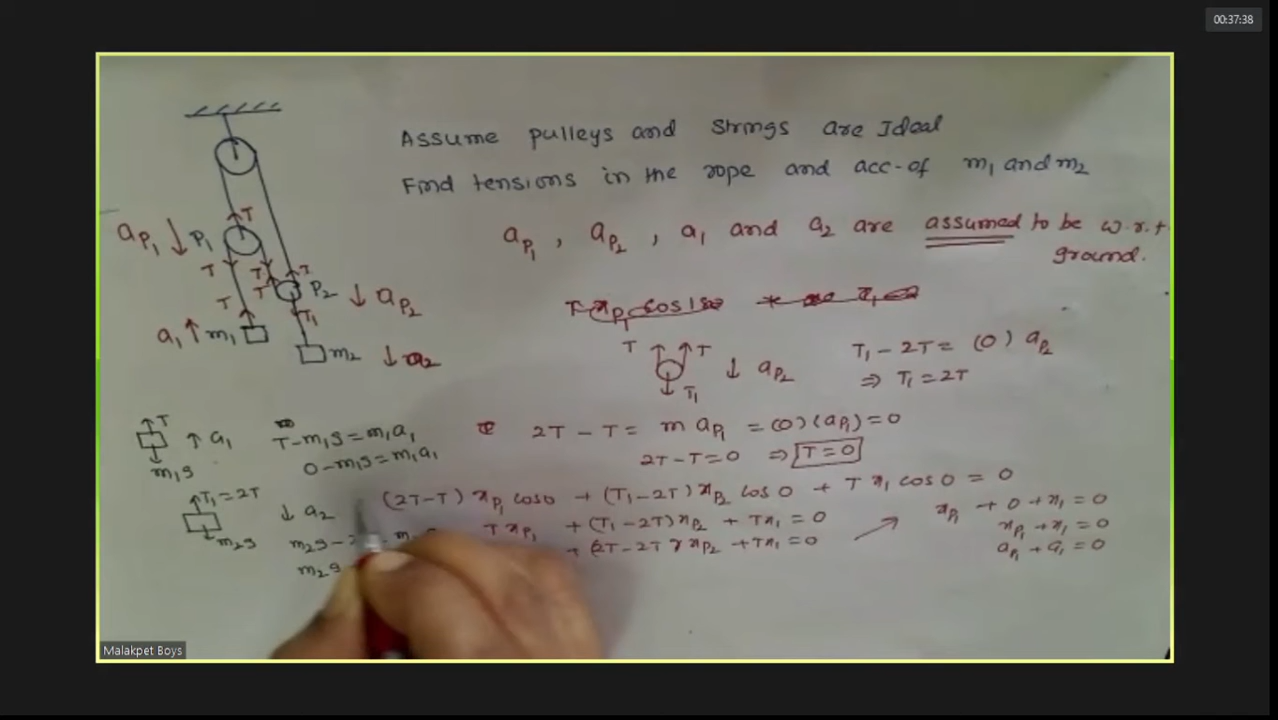 00:37:38
Assume pulleys and strings are Ideal
Find tensions in the rope and acc-of m₁ and m₂
aP₁, aP₂, a₁ and a₂ are assumed to be w.r.t
ground.
T
aP₁ ↓ P₁
T T T
T
P₂ ↓ aP₂
T
T₁
a₁ ↑ m₁
m₂ ↓ a₂
T T
↓ aP₂
T₁
T₁ - 2T = (0) aP₂
⇒ T₁ = 2T
T
↑ a₁
m₁g
T - m₁g = m₁a₁
0 - m₁g = m₁a₁
2T - T = m aP₁ = (0)(aP₁) = 0
2T - T = 0 ⇒ T = 0
T₁ = 2T
↓ a₂
m₂g
m₂g -
m₂g
(2T-T) xP₁ cos0 + (T₁-2T) xP₂ cos 0 + T x₁ cos 0 = 0
T xP₁ + (T₁-2T) xP₂ + Tx₁ = 0
+ (2T-2T) xP₂ + Tx₁ = 0
xP₁ + 0 + x₁ = 0
xP₁ + x₁ = 0
aP₁ + a₁ = 0
Malakpet Boys